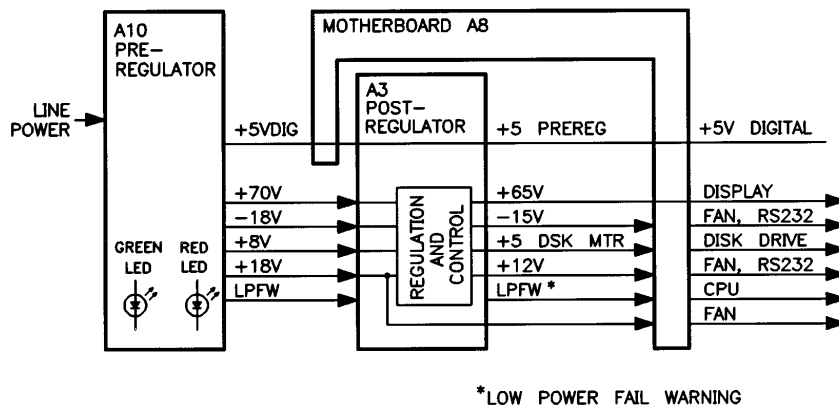 A10
PRE-
REGULATOR
MOTHERBOARD A8
A3
POST-
REGULATOR
LINE
POWER
+5VDIG
+5 PREREG
+5V DIGITAL
+70V
-18V
+8V
+18V
LPFW
GREEN
LED
RED
LED
REGULATION
AND
CONTROL
+65V
-15V
+5 DSK MTR
+12V
LPFW*
DISPLAY
FAN, RS232
DISK DRIVE
FAN, RS232
CPU
FAN
*LOW POWER FAIL WARNING